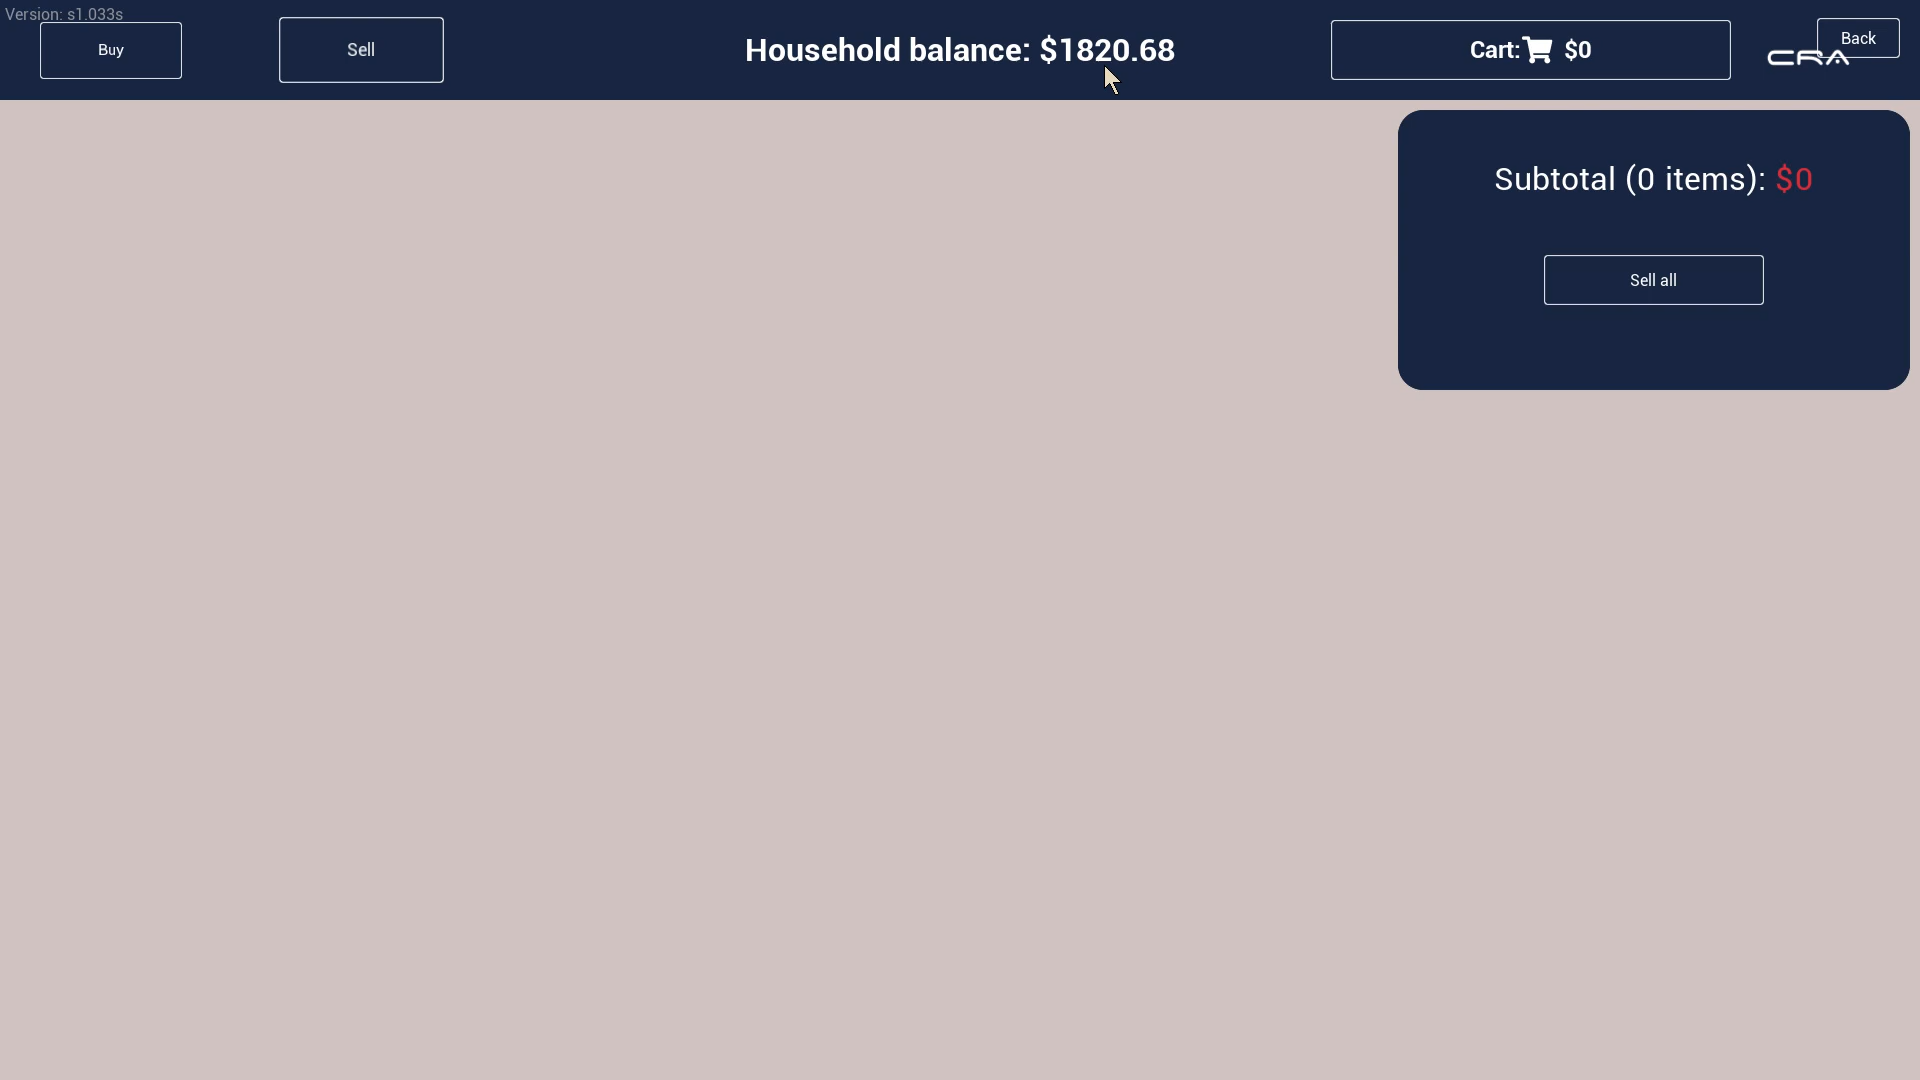 Version: s1.033s
Buy
Sell
Household balance: $1820.68
Cart: $0
Back
CRA
Subtotal (0 items): $0
Sell all